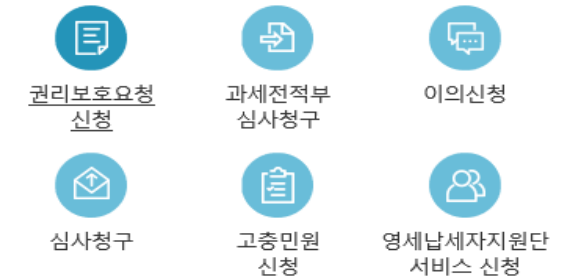 권리보호요청
신청
과세전적부
심사청구
이의신청
심사청구
고충민원
신청
영세납세자지원단
서비스 신청